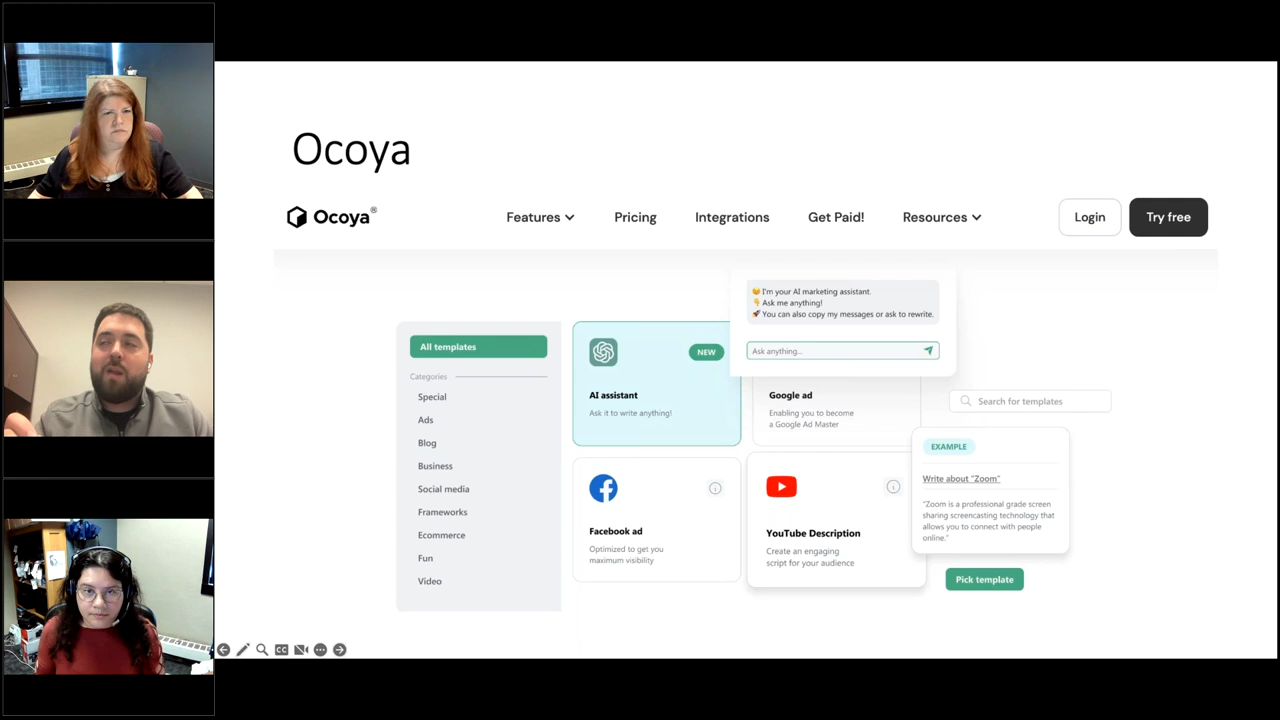 Ocoya
Ocoya®
Features
Pricing
Integrations
Get Paid!
Resources
Login
Try free
😉 I'm your AI marketing assistant.
👇 Ask me anything!
🚀 You can also copy my messages or ask to rewrite.
Ask anything...
All templates
Categories
Special
Ads
Blog
Business
Social media
Frameworks
Ecommerce
Fun
Video
NEW
AI assistant
Ask it to write anything!
Google ad
Enabling you to become
a Google Ad Master
Facebook ad
Optimized to get you
maximum visibility
YouTube Description
Create an engaging
script for your audience
Search for templates
EXAMPLE
Write about "Zoom"
"Zoom is a professional grade screen
sharing screencasting technology that
allows you to connect with people
online."
Pick template
CC